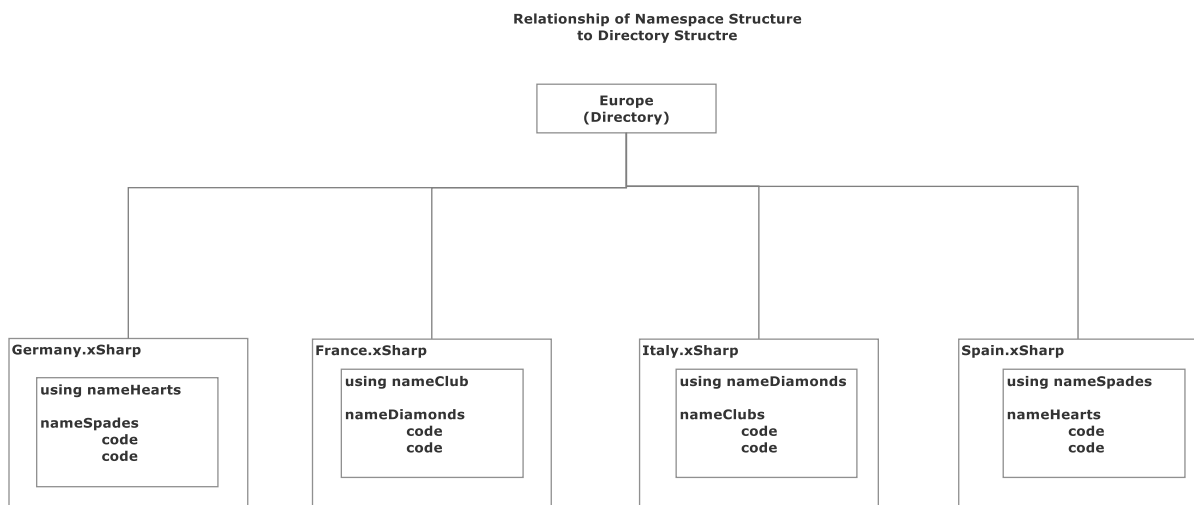 Relationship of Namespace Structure
to Directory Structre
Europe
(Directory)
Germany.xSharp
using nameHearts
nameSpades
code
code
France.xSharp
using nameClub
nameDiamonds
code
code
Italy.xSharp
using nameDiamonds
nameClubs
code
code
Spain.xSharp
using nameSpades
nameHearts
code
code